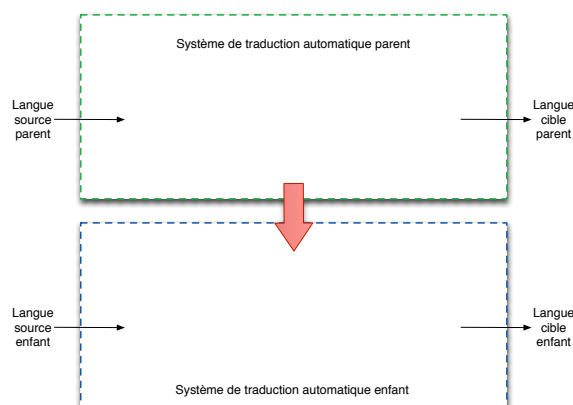 Système de traduction automatique parent
Langue
source
parent
Langue
cible
parent
Langue
source
enfant
Langue
cible
enfant
Système de traduction automatique enfant